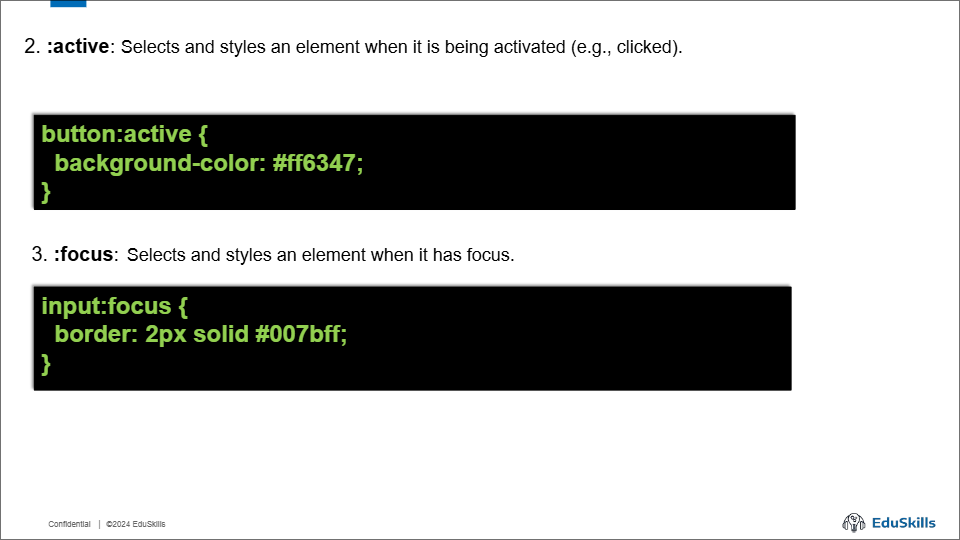 2. :active: Selects and styles an element when it is being activated (e.g., clicked).
button:active {
  background-color: #ff6347;
}
3. :focus: Selects and styles an element when it has focus.
input:focus {
  border: 2px solid #007bff;
}
Confidential | ©2024 EduSkills
EduSkills